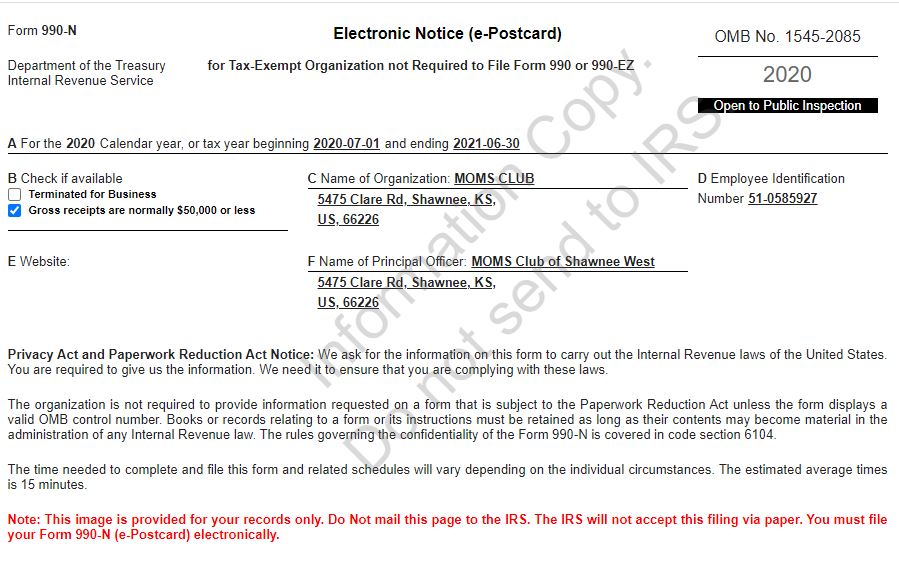 Form 990-N
Electronic Notice (e-Postcard)
OMB No. 1545-2085
Department of the Treasury
Internal Revenue Service
for Tax-Exempt Organization not Required to File Form 990 or 990-EZ
2020
Open to Public Inspection
A For the 2020 Calendar year, or tax year beginning 2020-07-01 and ending 2021-06-30
B Check if available
Terminated for Business
Gross receipts are normally $50,000 or less
C Name of Organization: MOMS CLUB
5475 Clare Rd, Shawnee, KS,
US, 66226
D Employee Identification
Number 51-0585927
E Website:
F Name of Principal Officer: MOMS Club of Shawnee West
5475 Clare Rd, Shawnee, KS,
US, 66226
Privacy Act and Paperwork Reduction Act Notice: We ask for the information on this form to carry out the Internal Revenue laws of the United States.
You are required to give us the information. We need it to ensure that you are complying with these laws.
The organization is not required to provide information requested on a form that is subject to the Paperwork Reduction Act unless the form displays a
valid OMB control number. Books or records relating to a form or its instructions must be retained as long as their contents may become material in the
administration of any Internal Revenue law. The rules governing the confidentiality of the Form 990-N is covered in code section 6104.
The time needed to complete and file this form and related schedules will vary depending on the individual circumstances. The estimated average times
is 15 minutes.
Note: This image is provided for your records only. Do Not mail this page to the IRS. The IRS will not accept this filing via paper. You must file
your Form 990-N (e-Postcard) electronically.
Information Copy.
Do not send to IRS.